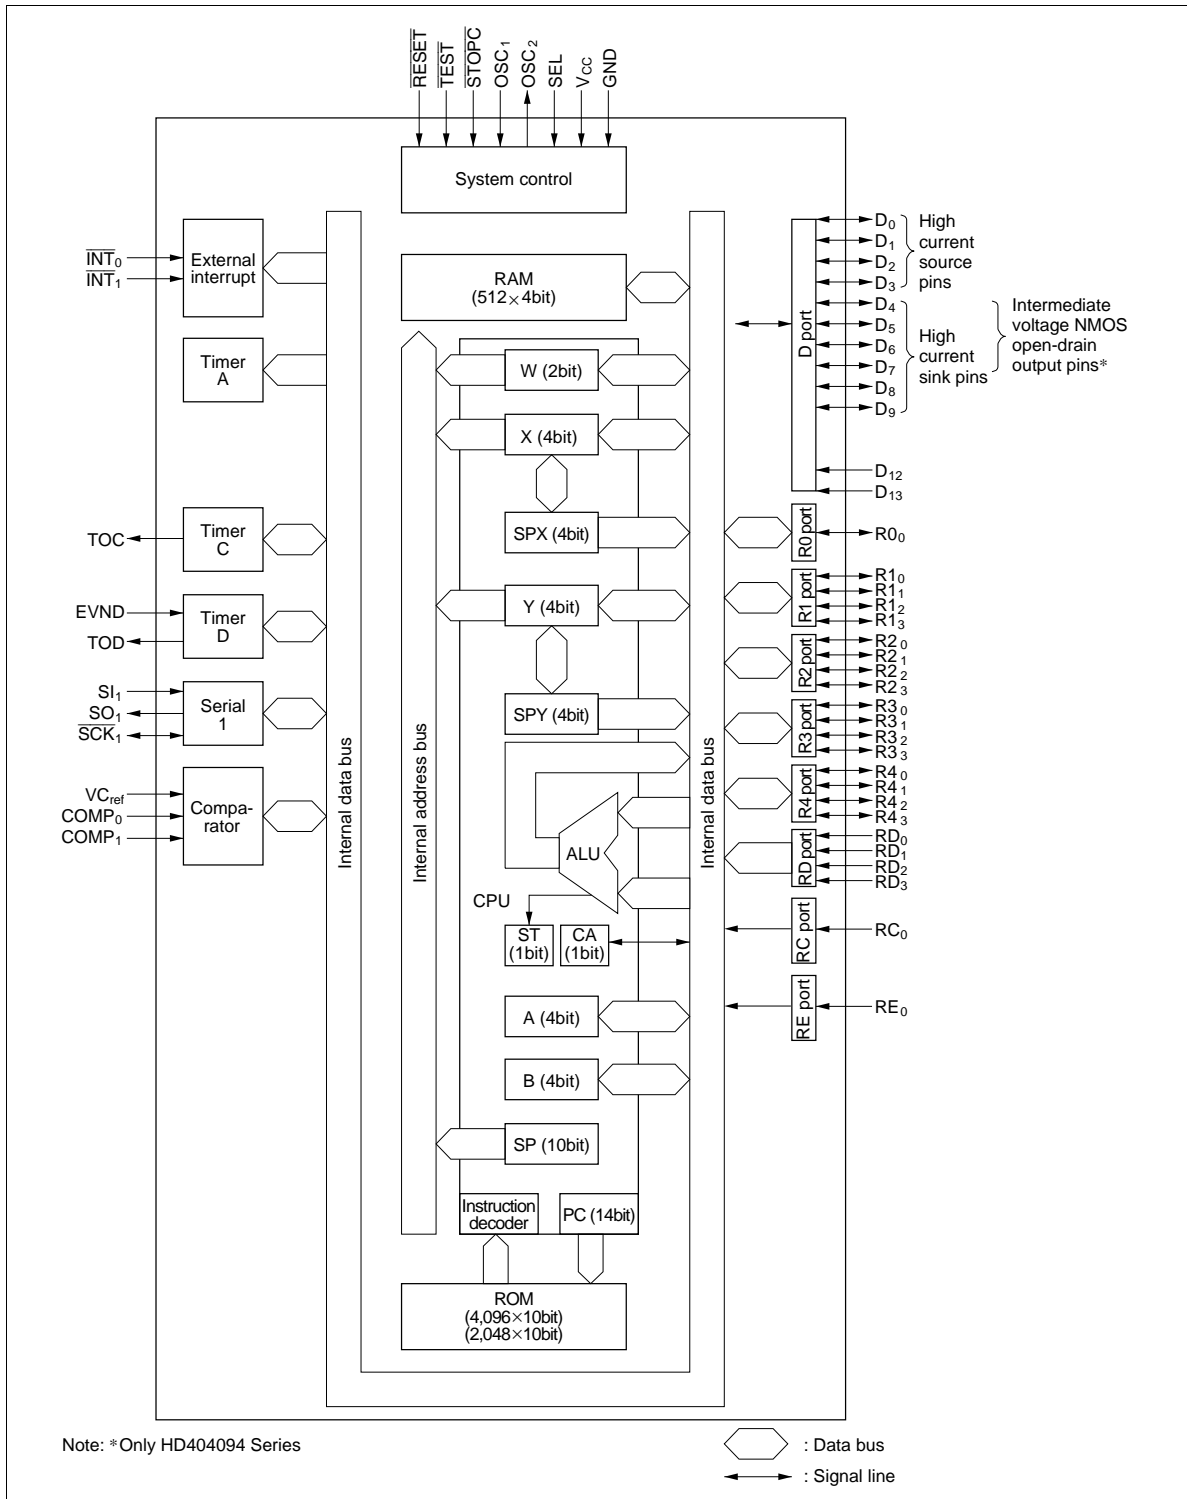 RESET
TEST
STOPC
OSC1
OSC2
SEL
VCC
GND
System control
INT0
INT1
External
interrupt
RAM
(512×4bit)
Timer
A
W (2bit)
X (4bit)
SPX (4bit)
Timer
C
TOC
EVND
TOD
Timer
D
Y (4bit)
SI1
SO1
SCK1
Serial
1
SPY (4bit)
VCref
COMP0
COMP1
Compa-
rator
Internal data bus
Internal address bus
Internal data bus
ALU
CPU
ST
(1bit)
CA
(1bit)
A (4bit)
B (4bit)
SP (10bit)
Instruction
decoder
PC (14bit)
ROM
(4,096×10bit)
(2,048×10bit)
D port
D0
D1
D2
D3
D4
D5
D6
D7
D8
D9
D12
D13
High
current
source
pins
High
current
sink pins
Intermediate
voltage NMOS
open-drain
output pins*
R0 port
R00
R1 port
R10
R11
R12
R13
R2 port
R20
R21
R22
R23
R3 port
R30
R31
R32
R33
R4 port
R40
R41
R42
R43
RD port
RD0
RD1
RD2
RD3
RC port
RC0
RE port
RE0
Note: *Only HD404094 Series
: Data bus
: Signal line